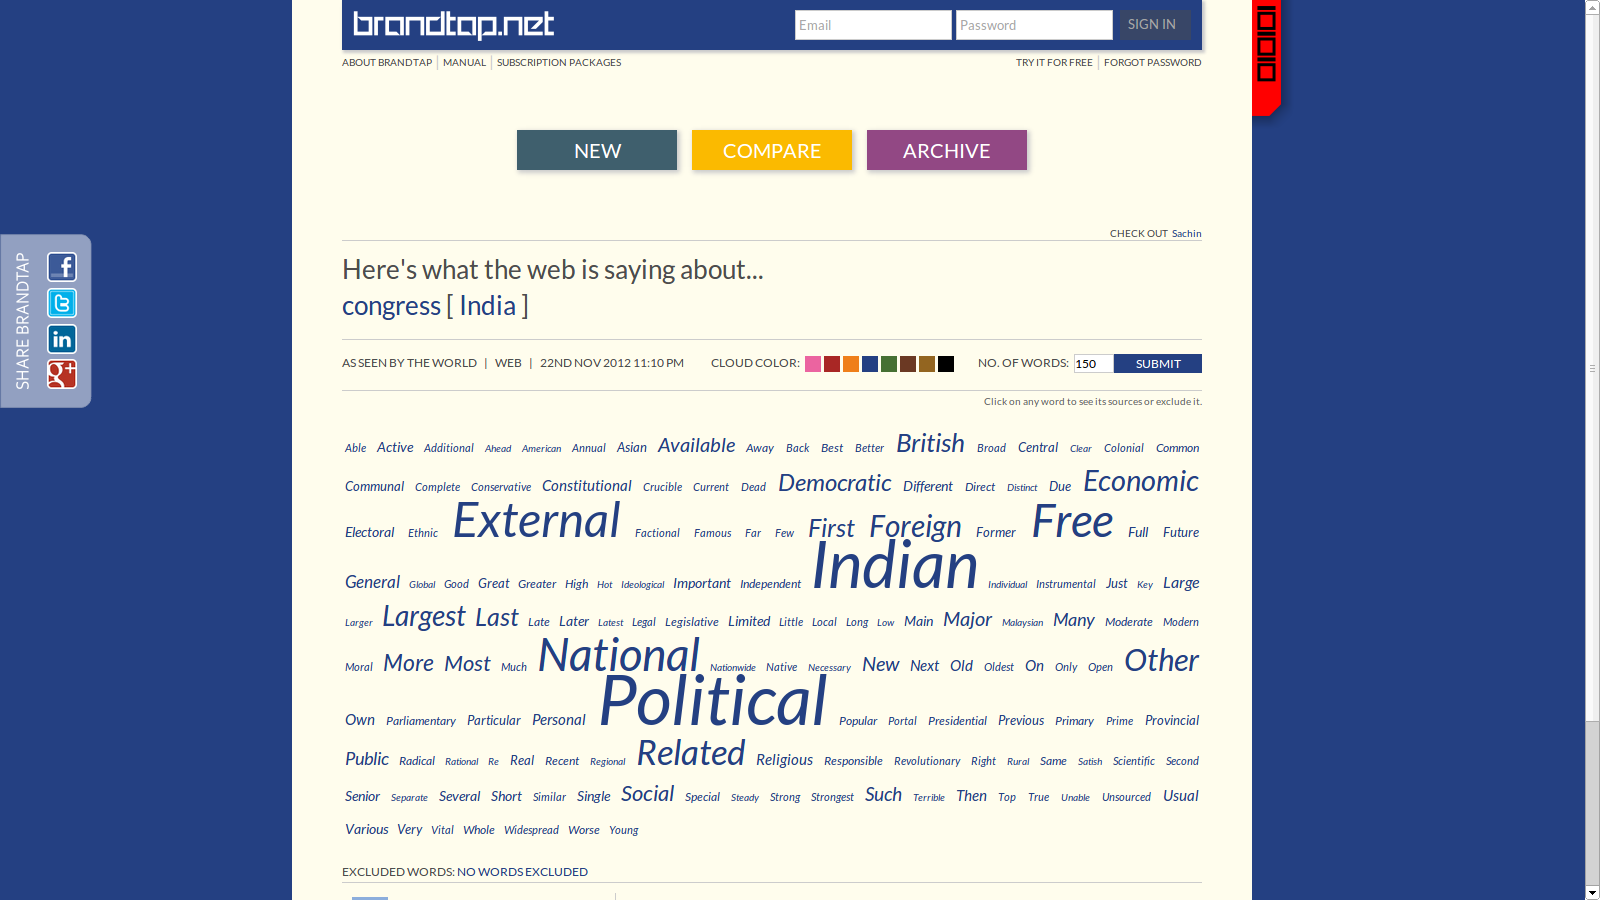 brandtap.net Email Password SIGN IN
ABOUT BRANDTAP MANUAL SUBSCRIPTION PACKAGES TRY IT FOR FREE FORGOT PASSWORD
NEW COMPARE ARCHIVE
CHECK OUT Sachin
Here's what the web is saying about...
congress [ India ]
SHARE BRANDTAP
AS SEEN BY THE WORLD | WEB | 22ND NOV 2012 11:10 PM CLOUD COLOR: NO. OF WORDS: 150 SUBMIT
Click on any word to see its sources or exclude it.
Able Active Additional Ahead American Annual Asian Available Away Back Best Better British Broad Central Clear Colonial Common
Communal Complete Conservative Constitutional Crucible Current Dead Democratic Different Direct Distinct Due Economic
Electoral Ethnic External Factional Famous Far Few First Foreign Former Free Full Future
General Global Good Great Greater High Hot Ideological Important Independent Indian Individual Instrumental Just Key Large
Larger Largest Last Late Later Latest Legal Legislative Limited Little Local Long Low Main Major Malaysian Many Moderate Modern
Moral More Most Much National Nationwide Native Necessary New Next Old Oldest On Only Open Other
Own Parliamentary Particular Personal Political Popular Portal Presidential Previous Primary Prime Provincial
Public Radical Rational Re Real Recent Regional Related Religious Responsible Revolutionary Right Rural Same Satish Scientific Second
Senior Separate Several Short Similar Single Social Special Steady Strong Strongest Such Terrible Then Top True Unable Unsourced Usual
Various Very Vital Whole Widespread Worse Young
EXCLUDED WORDS: NO WORDS EXCLUDED